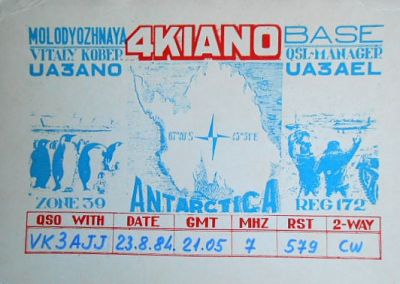 MOLODYOZHNAYA 4KIANO BASE
VITALY KOBER QSL-MANAGER
UA3ANO UA3AEL
ANTARCTICA
ZONE 39 REG 172
QSO WITH DATE GMT MHZ RST 2-WAY
VK3AJJ 23.8.84. 21.05 7 579 CW